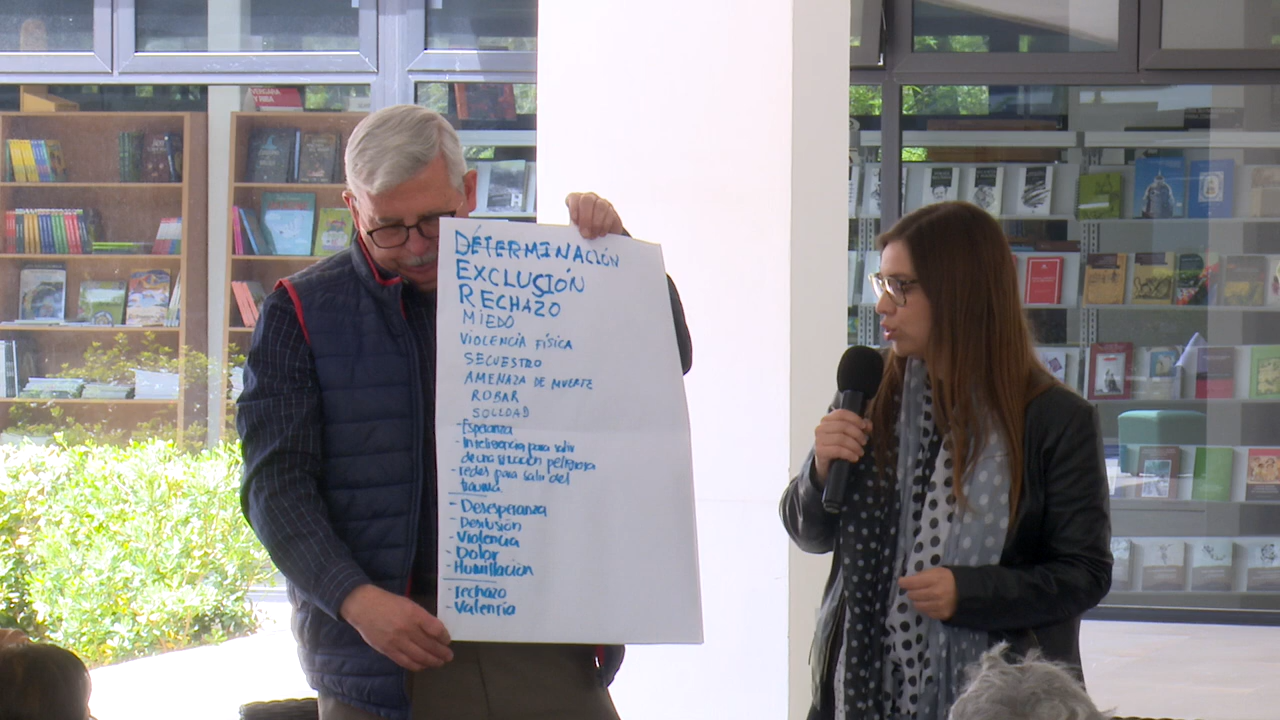 DETERMINACIÓN
EXCLUSIÓN
RECHAZO
MIEDO
VIOLENCIA FÍSICA
SECUESTRO
AMENAZA DE MUERTE
ROBAR
SOLEDAD
- Esperanza
- Inteligencia para salir
de una situación peligrosa
- redes para salir del
trauma
- Desesperanza
- Desilusión
- Violencia
- Dolor
- Humillación
- rechazo
- Valentia